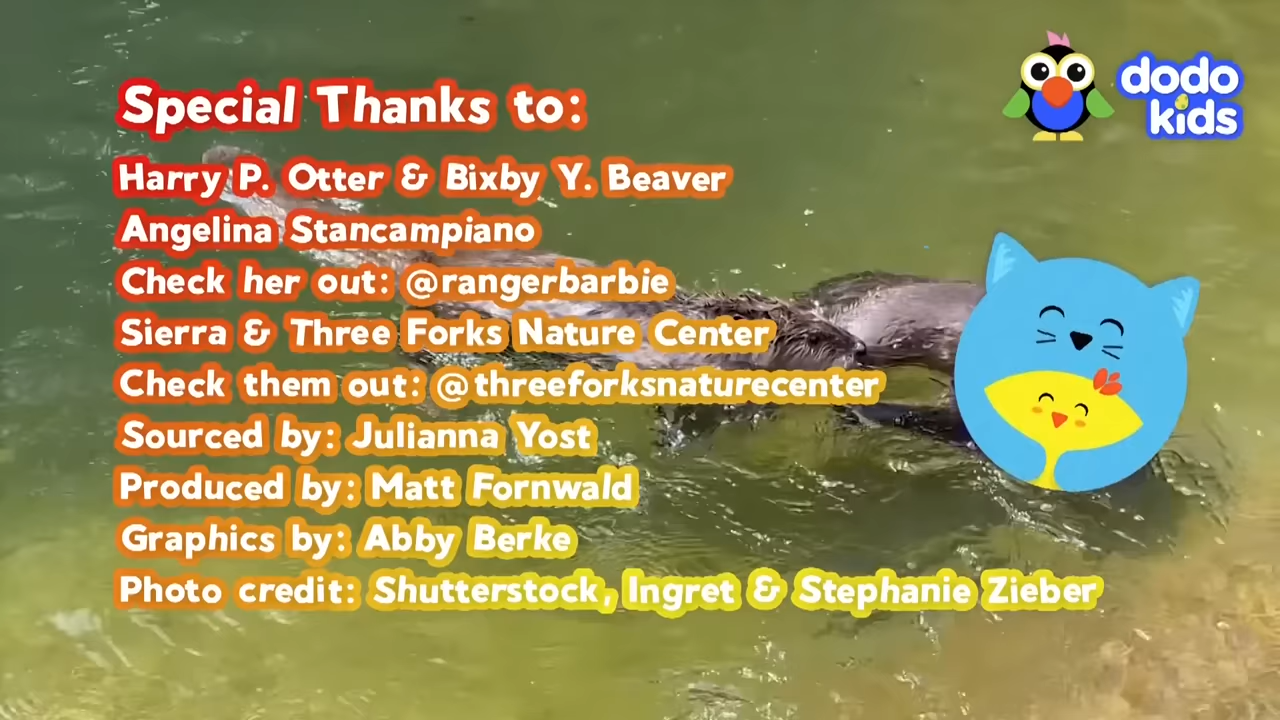 Special Thanks to:
Harry P. Otter & Bixby Y. Beaver
Angelina Stancampiano
Check her out: @rangerbarbie
Sierra & Three Forks Nature Center
Check them out: @threeforksnaturecenter
Sourced by: Julianna Yost
Produced by: Matt Fornwald
Graphics by: Abby Berke
Photo credit: Shutterstock, Ingret & Stephanie Zieber
dodo
kids